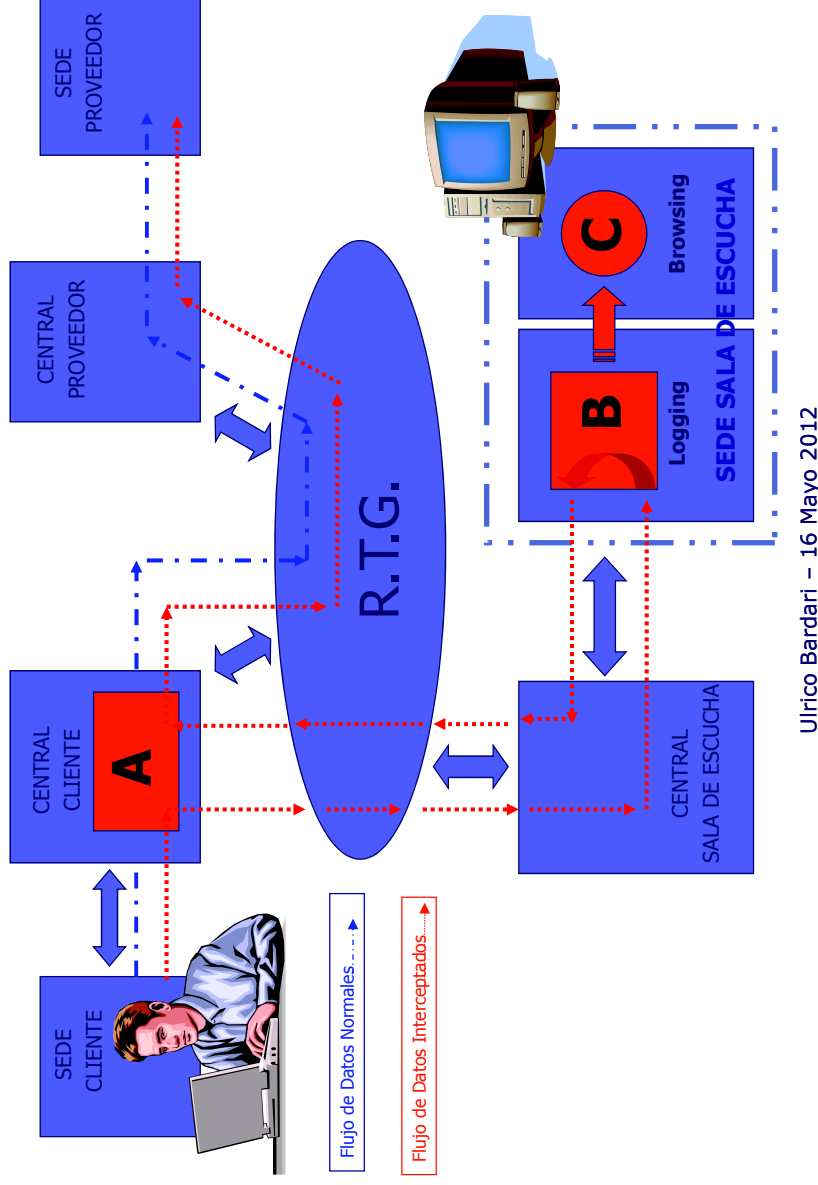 SEDE
CLIENTE
CENTRAL
CLIENTE
A
CENTRAL
PROVEEDOR
SEDE
PROVEEDOR
R.T.G.
Flujo de Datos Normales
Flujo de Datos Interceptados
CENTRAL
SALA DE ESCUCHA
B
Logging
C
Browsing
SEDE SALA DE ESCUCHA
Ulrico Bardari – 16 Mayo 2012